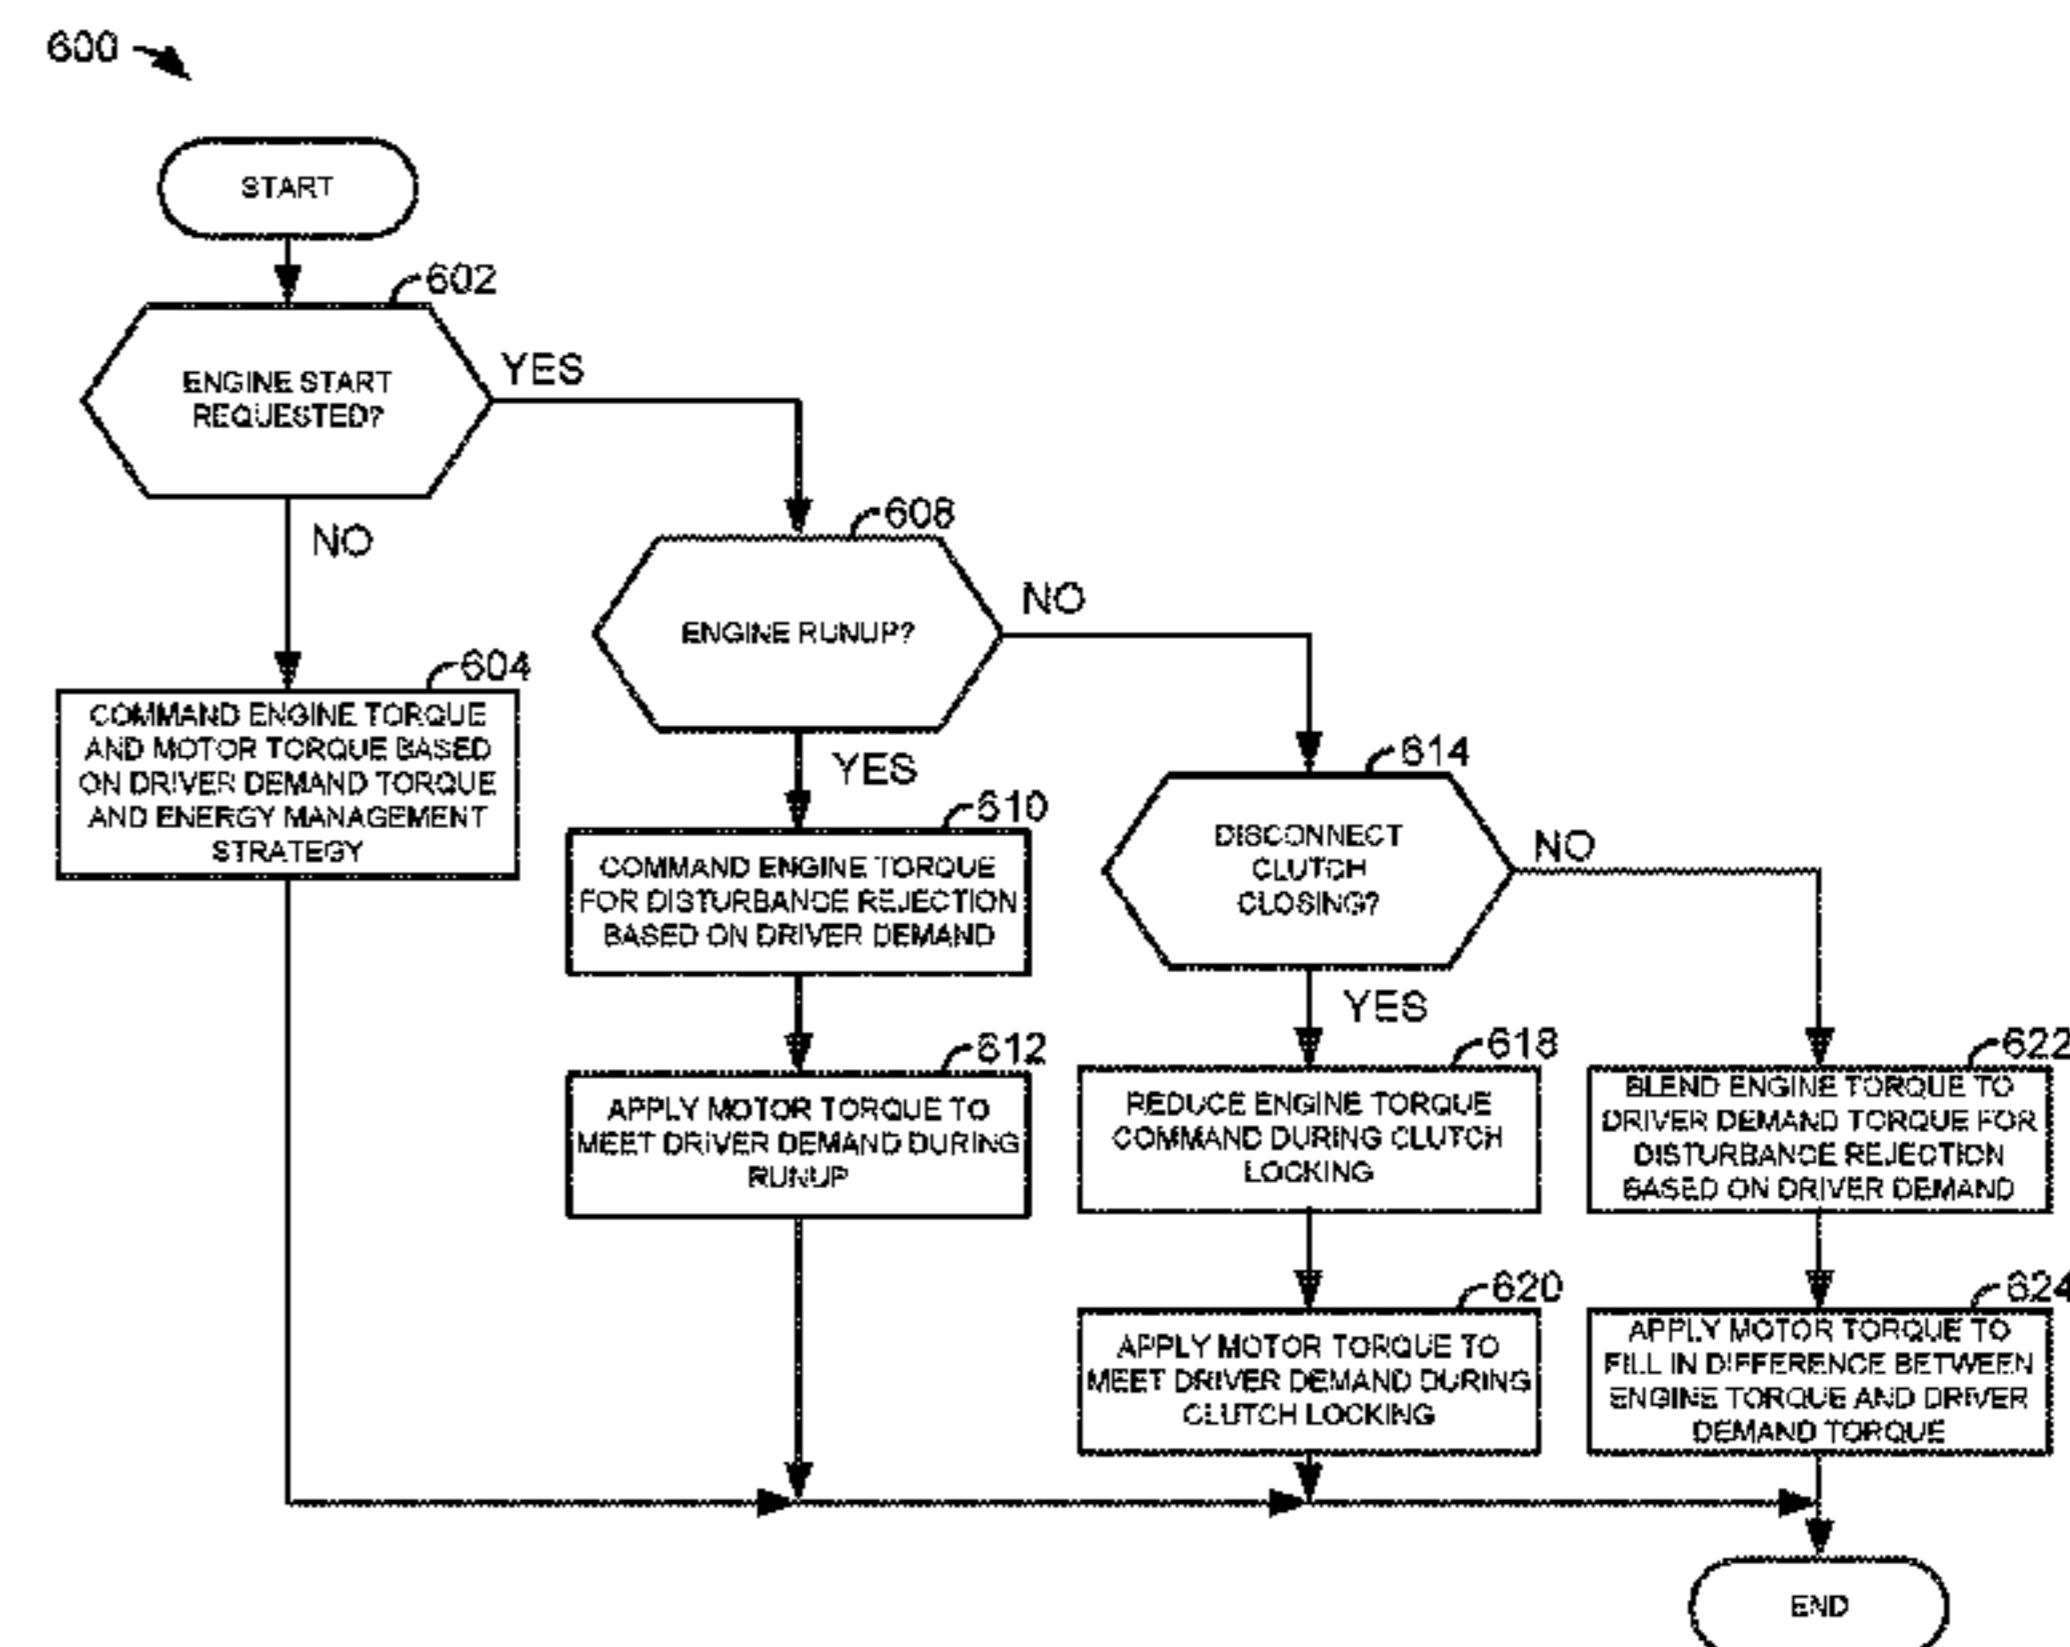 600
START
602
ENGINE START
REQUESTED?
YES
NO
604
COMMAND ENGINE TORQUE
AND MOTOR TORQUE BASED
ON DRIVER DEMAND TORQUE
AND ENERGY MANAGEMENT
STRATEGY
608
ENGINE RUNUP?
NO
YES
610
COMMAND ENGINE TORQUE
FOR DISTURBANCE REJECTION
BASED ON DRIVER DEMAND
612
APPLY MOTOR TORQUE TO
MEET DRIVER DEMAND DURING
RUNUP
614
DISCONNECT
CLUTCH
CLOSING?
NO
YES
618
REDUCE ENGINE TORQUE
COMMAND DURING CLUTCH
LOCKING
620
APPLY MOTOR TORQUE TO
MEET DRIVER DEMAND DURING
CLUTCH LOCKING
622
BLEND ENGINE TORQUE TO
DRIVER DEMAND TORQUE FOR
DISTURBANCE REJECTION
BASED ON DRIVER DEMAND
624
APPLY MOTOR TORQUE TO
FILL IN DIFFERENCE BETWEEN
ENGINE TORQUE AND DRIVER
DEMAND TORQUE
END